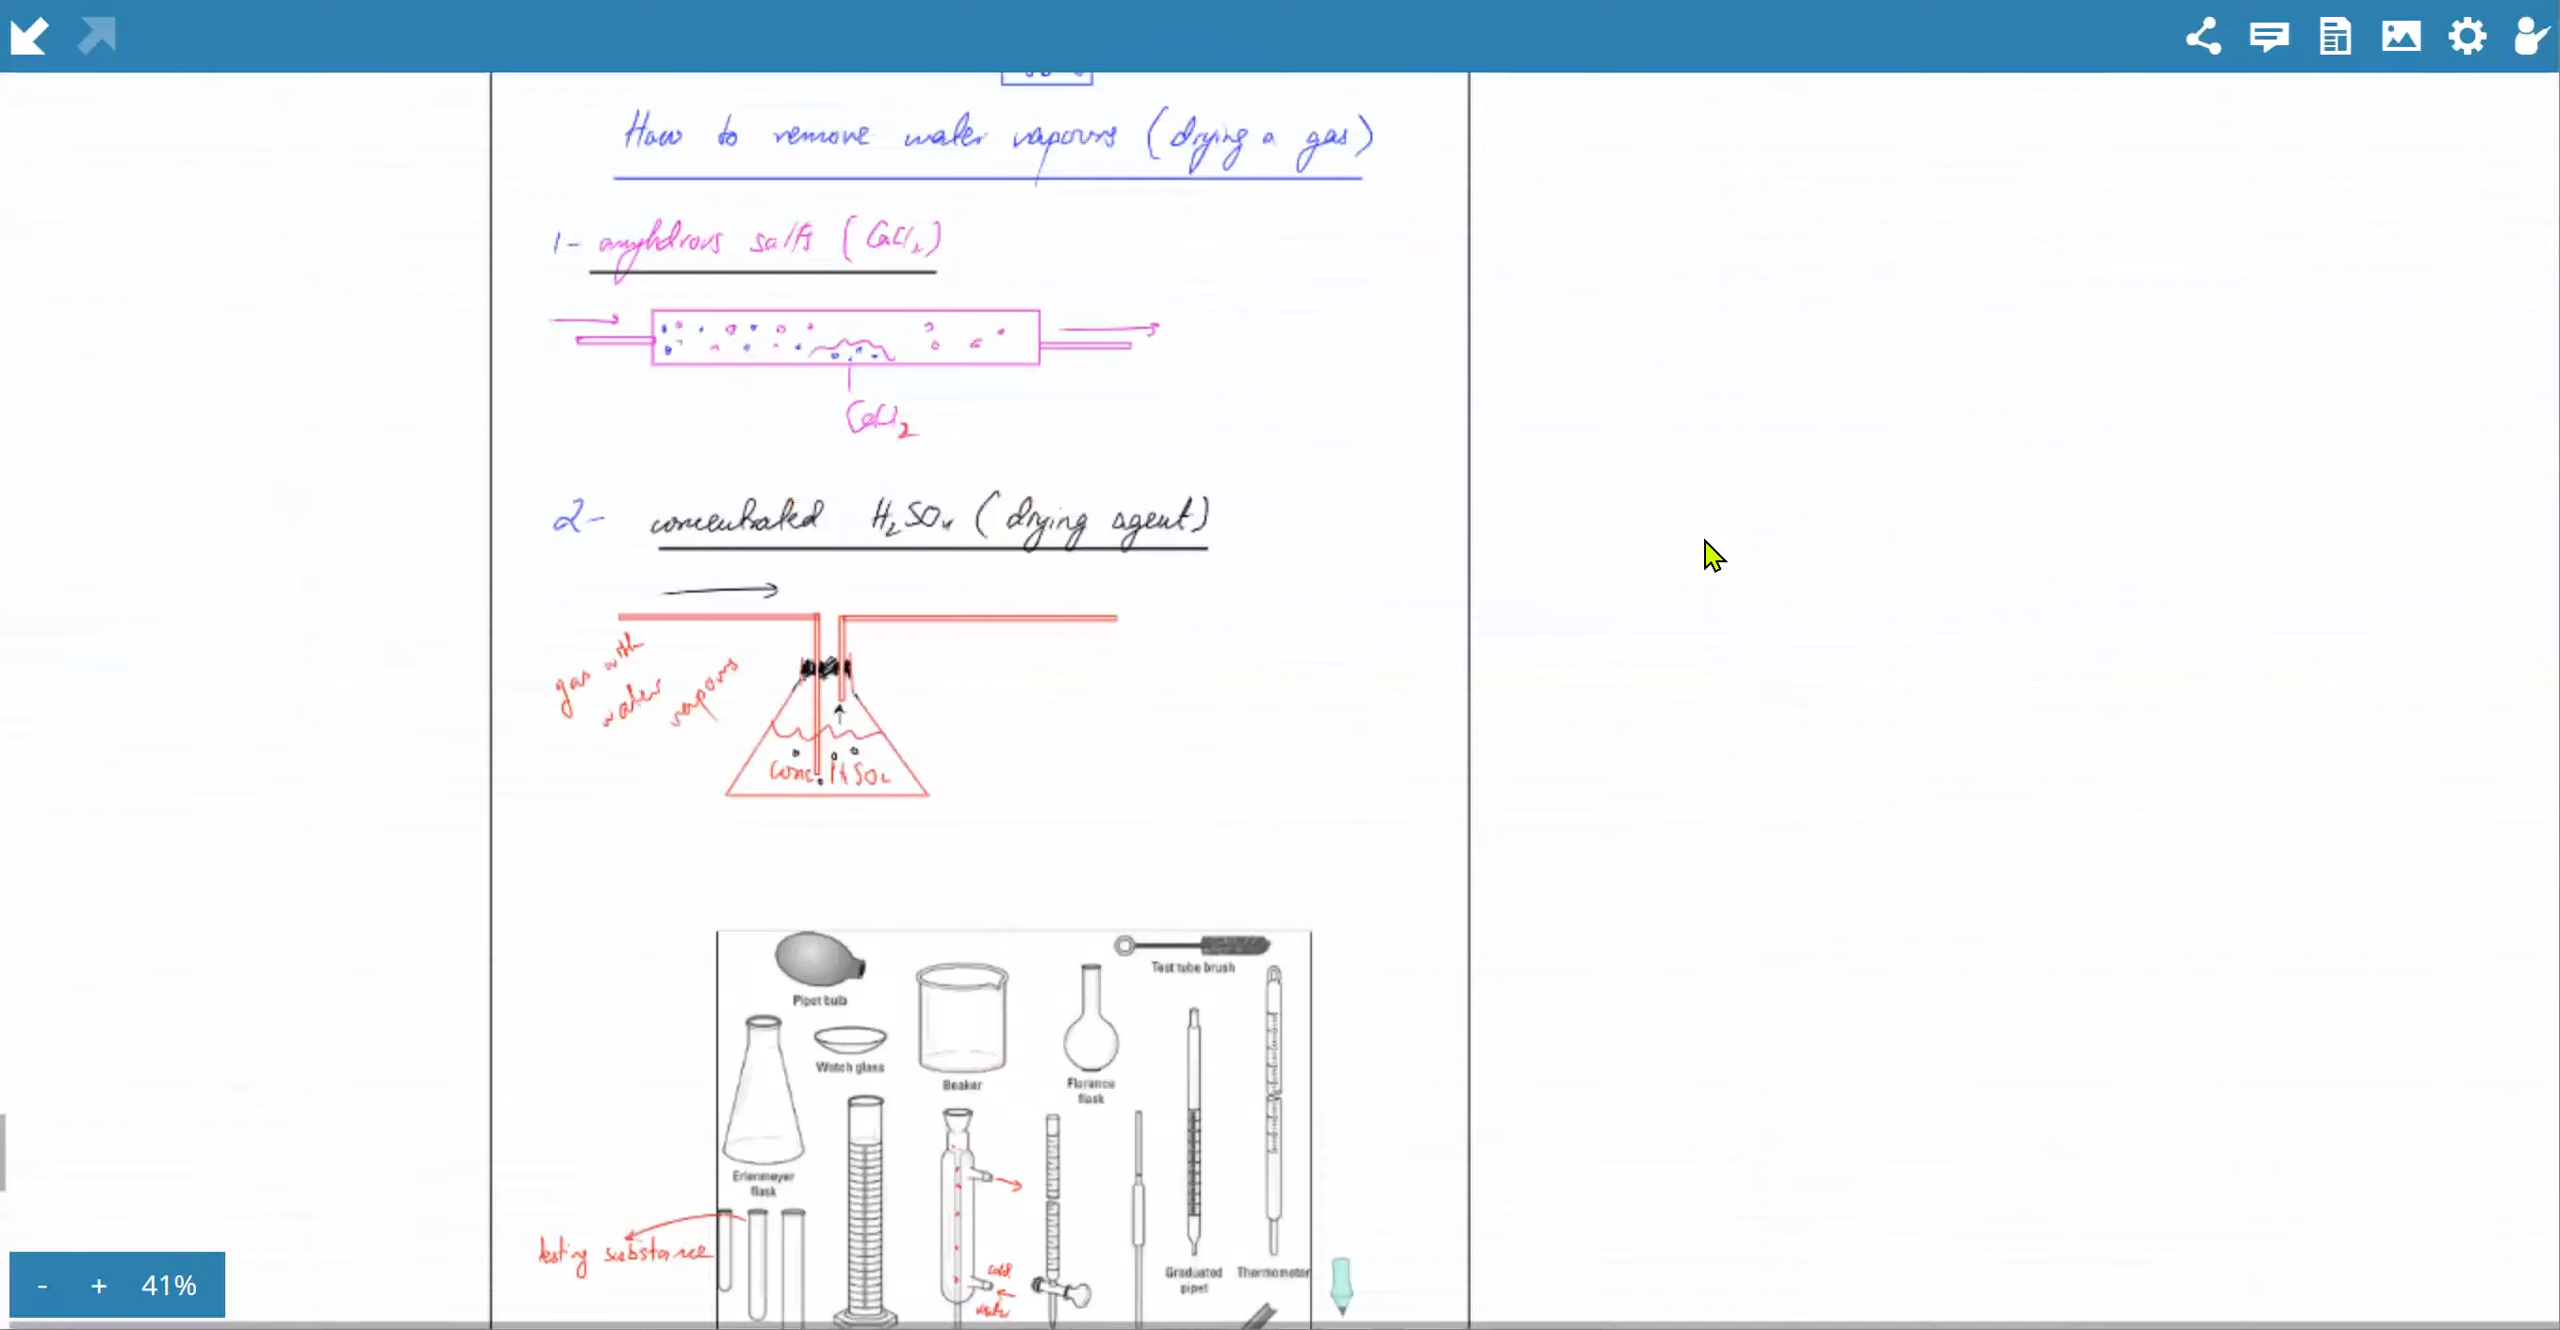 How to remove water vapours (drying a gas)
1- anyhdrous salts (CaCl₂)
CaCl₂
2- concentrated H₂SO₄ (drying agent)
gas with
water vapours
Conc. H₂SO₄
Pipet bulb
Test tube brush
Watch glass
Beaker
Florence
flask
Erlenmeyer
flask
testing substance
cold
water
Graduated
pipet
Thermometer
- + 41%